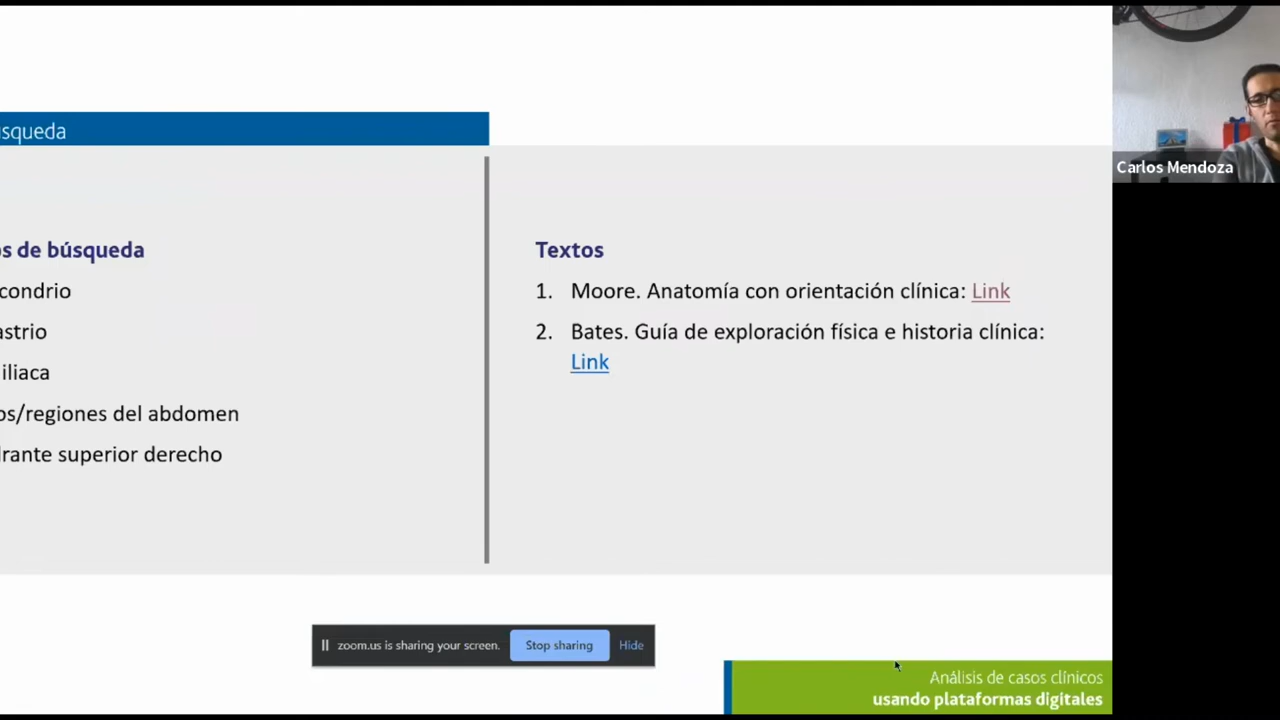 squeda
s de búsqueda
condrio
astrio
iliaca
os/regiones del abdomen
drante superior derecho
Textos
1. Moore. Anatomía con orientación clínica: Link
2. Bates. Guía de exploración física e historia clínica:
Link
Carlos Mendoza
zoom.us is sharing your screen. Stop sharing Hide
Análisis de casos clínicos
usando plataformas digitales